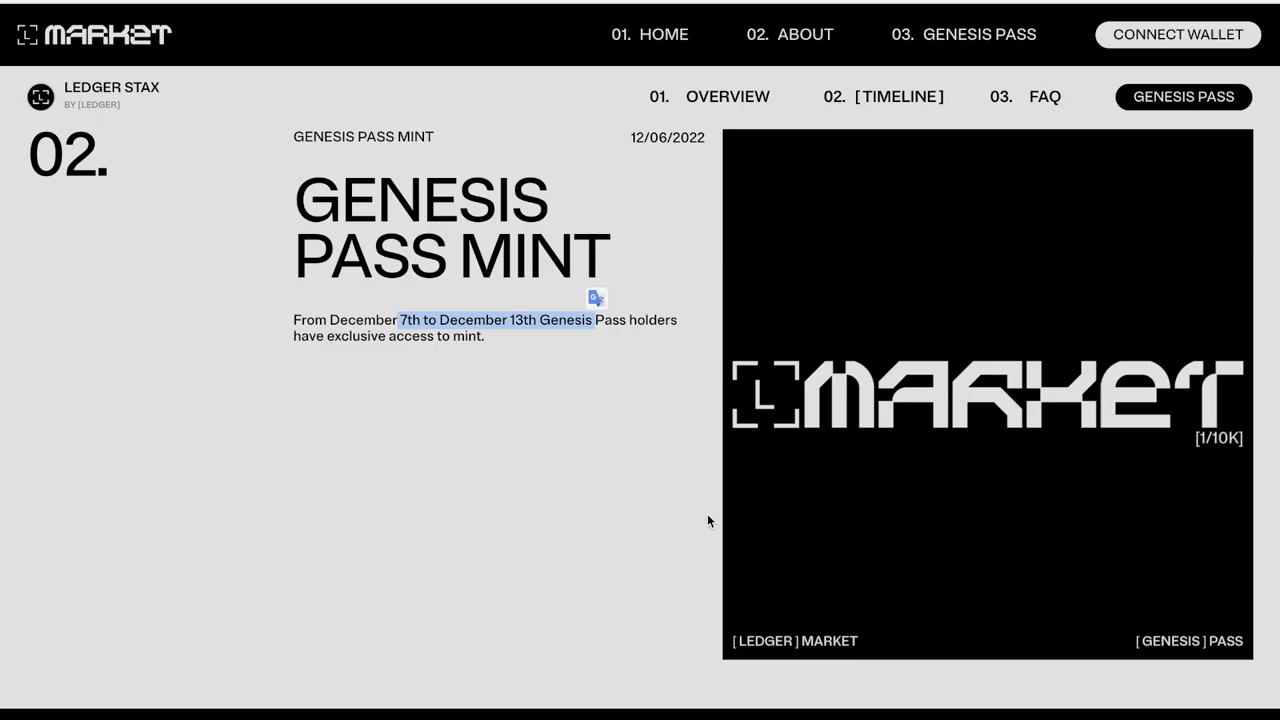 [L] MARKET
01. HOME
02. ABOUT
03. GENESIS PASS
CONNECT WALLET
LEDGER STAX
BY [LEDGER]
01. OVERVIEW
02. [TIMELINE]
03. FAQ
GENESIS PASS
02.
GENESIS PASS MINT
12/06/2022
GENESIS
PASS MINT
From December 7th to December 13th Genesis Pass holders
have exclusive access to mint.
[L] MARKET
[1/10K]
[ LEDGER ] MARKET
[ GENESIS ] PASS